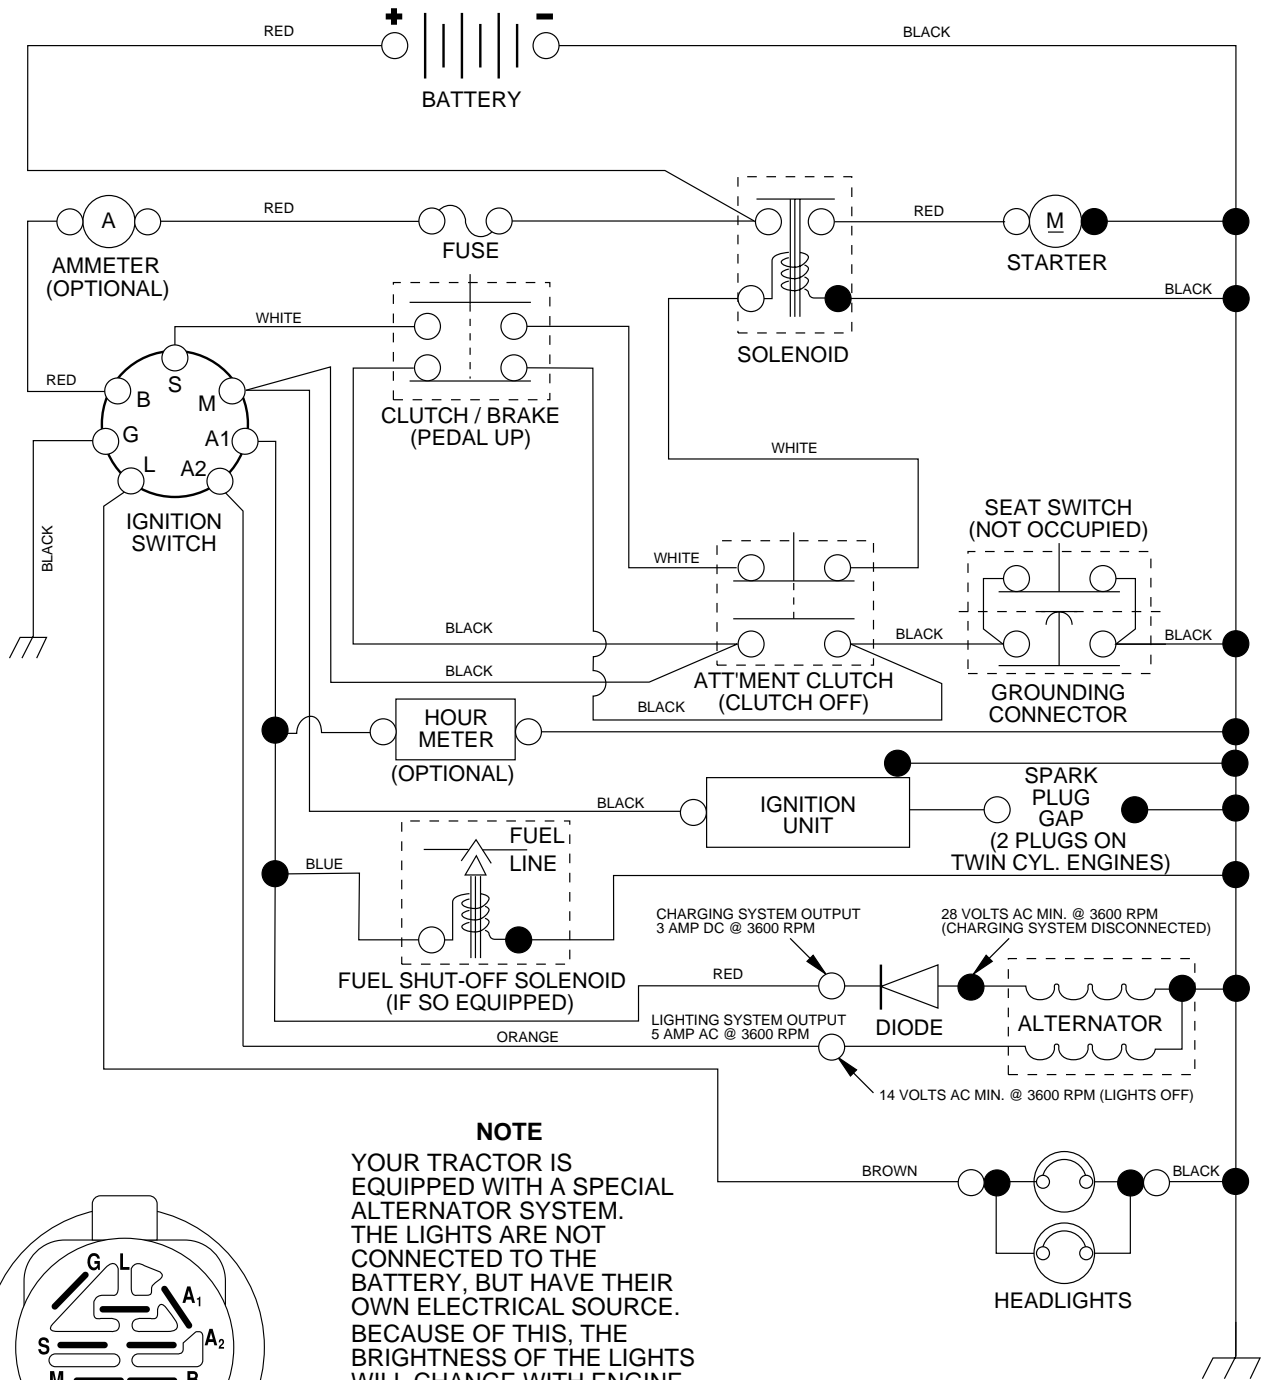 RED
+
-
BLACK
BATTERY
A
RED
FUSE
RED
M
STARTER
AMMETER
(OPTIONAL)
BLACK
WHITE
SOLENOID
RED
S
B
M
G
A1
L
A2
CLUTCH / BRAKE
(PEDAL UP)
IGNITION
SWITCH
BLACK
WHITE
SEAT SWITCH
(NOT OCCUPIED)
WHITE
BLACK
BLACK
BLACK
BLACK
ATT'MENT CLUTCH
(CLUTCH OFF)
BLACK
GROUNDING
CONNECTOR
HOUR
METER
(OPTIONAL)
BLACK
IGNITION
UNIT
SPARK
PLUG
GAP
(2 PLUGS ON
TWIN CYL. ENGINES)
FUEL
LINE
BLUE
FUEL SHUT-OFF SOLENOID
(IF SO EQUIPPED)
CHARGING SYSTEM OUTPUT
3 AMP DC @ 3600 RPM
28 VOLTS AC MIN. @ 3600 RPM
(CHARGING SYSTEM DISCONNECTED)
RED
DIODE
ALTERNATOR
LIGHTING SYSTEM OUTPUT
5 AMP AC @ 3600 RPM
ORANGE
14 VOLTS AC MIN. @ 3600 RPM (LIGHTS OFF)
BROWN
BLACK
HEADLIGHTS
NOTE
YOUR TRACTOR IS
EQUIPPED WITH A SPECIAL
ALTERNATOR SYSTEM.
THE LIGHTS ARE NOT
CONNECTED TO THE
BATTERY, BUT HAVE THEIR
OWN ELECTRICAL SOURCE.
BECAUSE OF THIS, THE
BRIGHTNESS OF THE LIGHTS
WILL CHANGE WITH ENGINE
G
L
A1
A2
S
M
B